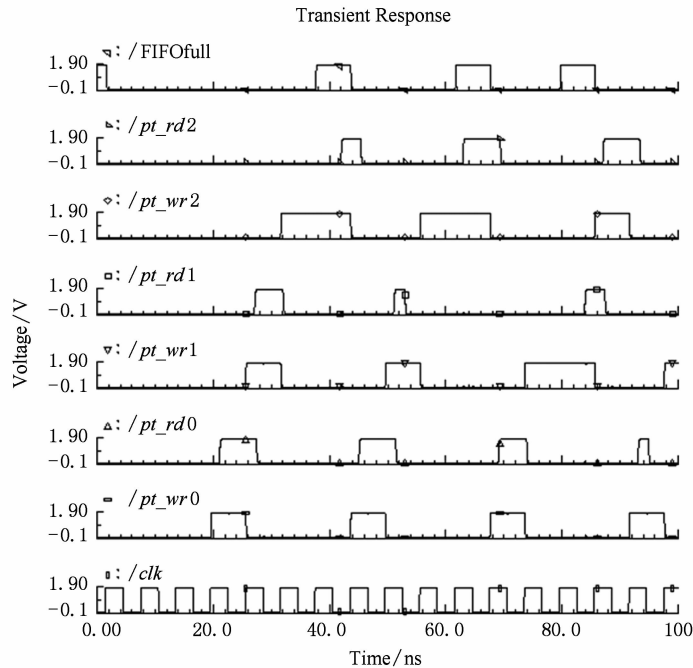 Transient Response
: /FIFOfull
1.90
−0.1
: /pt_rd2
1.90
−0.1
: /pt_wr2
1.90
−0.1
: /pt_rd1
1.90
−0.1
: /pt_wr1
1.90
−0.1
: /pt_rd0
1.90
−0.1
: /pt_wr0
1.90
−0.1
: /clk
1.90
−0.1
0.00 20.0 40.0 60.0 80.0 100
Time/ns
Voltage/V